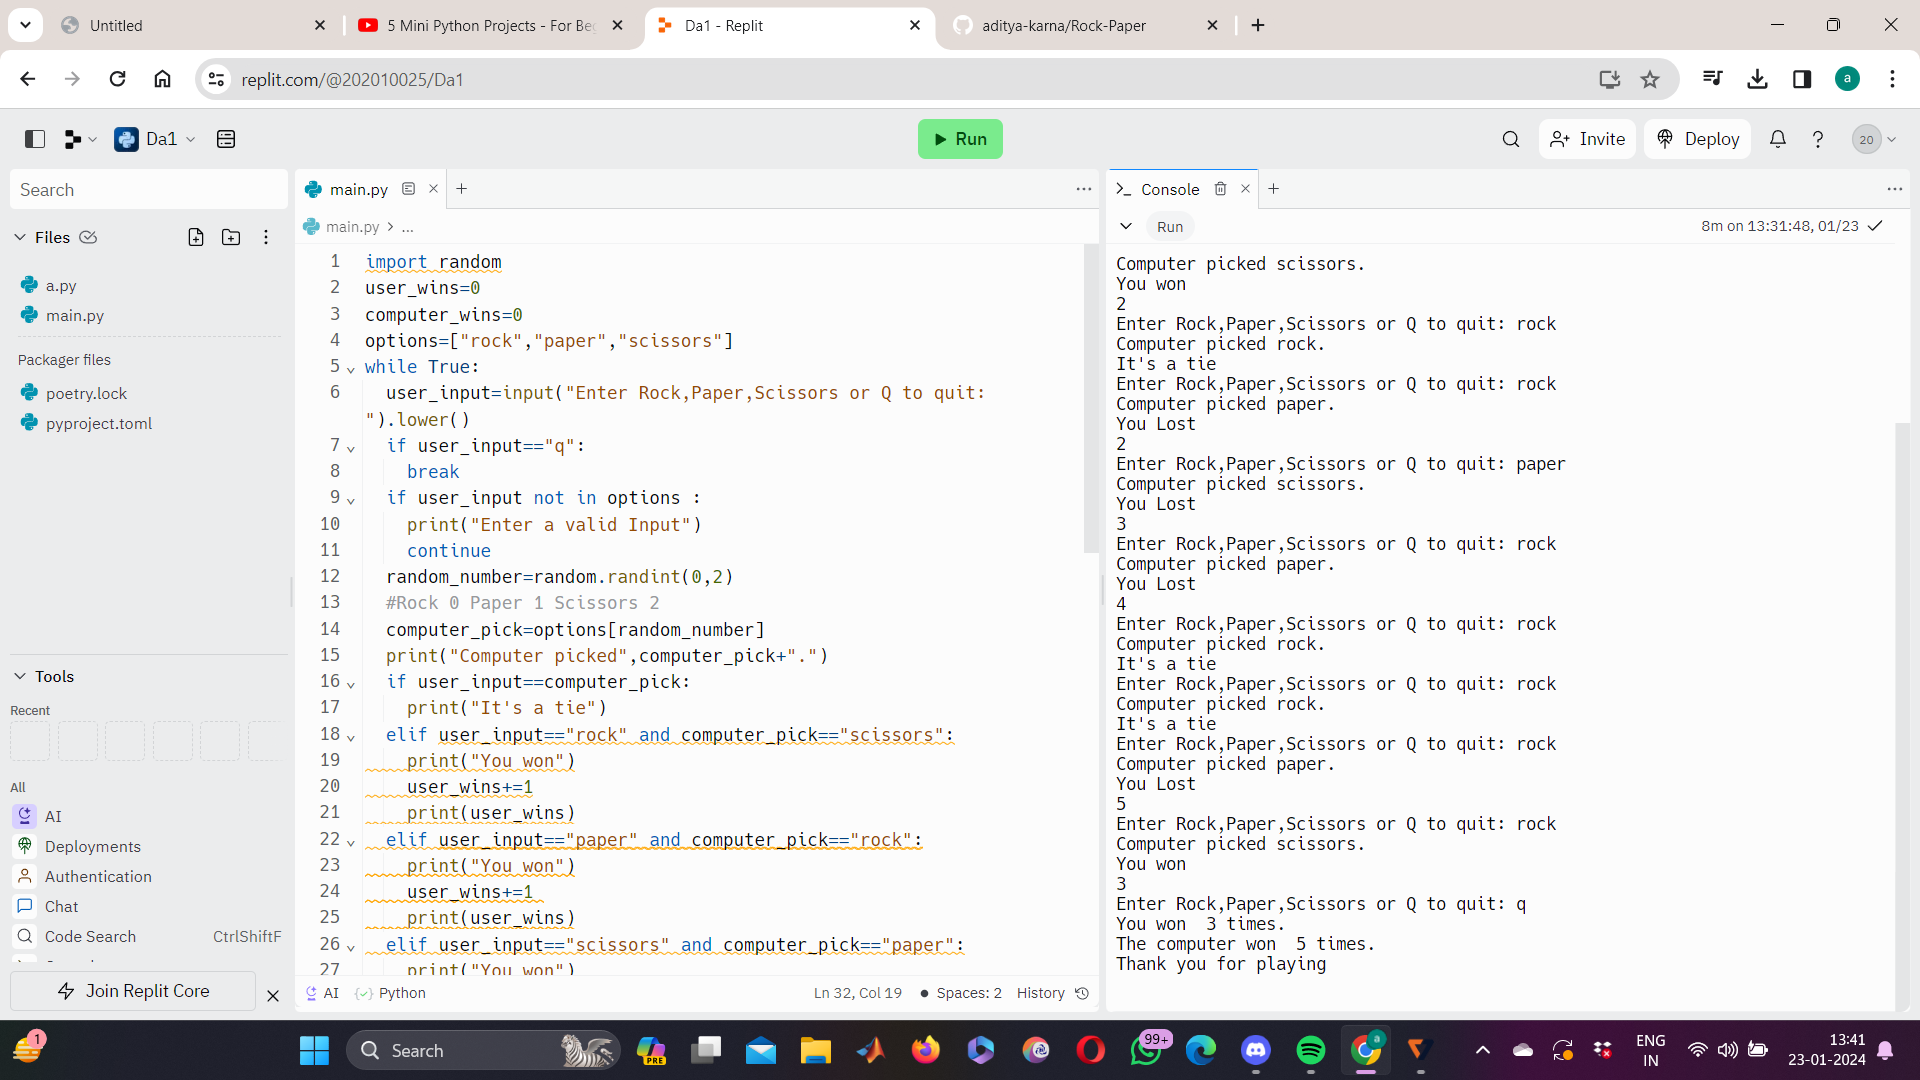 Untitled
5 Mini Python Projects - For Be
Da1 - Replit
aditya-karna/Rock-Paper
replit.com/@202010025/Da1
a
Da1
Run
Invite
Deploy
20
Search
main.py
Console
Files
main.py > ...
Run
8m on 13:31:48, 01/23
a.py
main.py
Packager files
poetry.lock
pyproject.toml
Tools
Recent
All
AI
Deployments
Authentication
Chat
Code Search CtrlShiftF
Join Replit Core
1 import random
2 user_wins=0
3 computer_wins=0
4 options=["rock","paper","scissors"]
5 while True:
6 user_input=input("Enter Rock,Paper,Scissors or Q to quit:
").lower()
7 if user_input=="q":
8 break
9 if user_input not in options :
10 print("Enter a valid Input")
11 continue
12 random_number=random.randint(0,2)
13 #Rock 0 Paper 1 Scissors 2
14 computer_pick=options[random_number]
15 print("Computer picked",computer_pick+".")
16 if user_input==computer_pick:
17 print("It's a tie")
18 elif user_input=="rock" and computer_pick=="scissors":
19 print("You won")
20 user_wins+=1
21 print(user_wins)
22 elif user_input=="paper" and computer_pick=="rock":
23 print("You won")
24 user_wins+=1
25 print(user_wins)
26 elif user_input=="scissors" and computer_pick=="paper":
27 print("You won")
AI
Python
Ln 32, Col 19
Spaces: 2
History
Computer picked scissors.
You won
2
Enter Rock,Paper,Scissors or Q to quit: rock
Computer picked rock.
It's a tie
Enter Rock,Paper,Scissors or Q to quit: rock
Computer picked paper.
You Lost
2
Enter Rock,Paper,Scissors or Q to quit: paper
Computer picked scissors.
You Lost
3
Enter Rock,Paper,Scissors or Q to quit: rock
Computer picked paper.
You Lost
4
Enter Rock,Paper,Scissors or Q to quit: rock
Computer picked rock.
It's a tie
Enter Rock,Paper,Scissors or Q to quit: rock
Computer picked rock.
It's a tie
Enter Rock,Paper,Scissors or Q to quit: rock
Computer picked paper.
You Lost
5
Enter Rock,Paper,Scissors or Q to quit: rock
Computer picked scissors.
You won
3
Enter Rock,Paper,Scissors or Q to quit: q
You won  3 times.
The computer won  5 times.
Thank you for playing
1
Search
PRE
99+
a
ENG
IN
13:41
23-01-2024